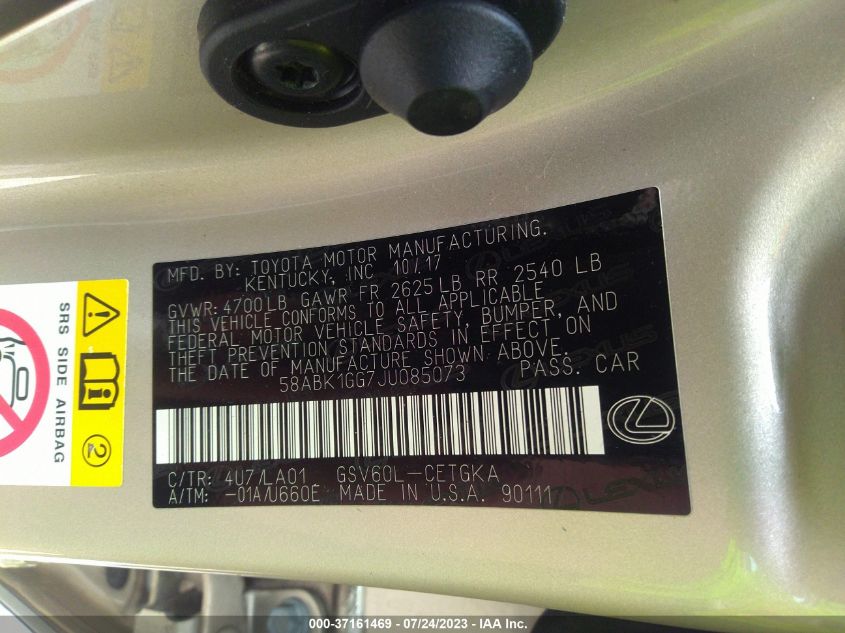 MFD. BY: TOYOTA MOTOR MANUFACTURING.
KENTUCKY, INC 10/17
GVWR: 4700LB GAWR FR 2625 LB RR 2540 LB
THIS VEHICLE CONFORMS TO ALL APPLICABLE
FEDERAL MOTOR VEHICLE SAFETY, BUMPER, AND
THEFT PREVENTION STANDARDS IN EFFECT ON
THE DATE OF MANUFACTURE SHOWN ABOVE.
58ABK1GG7JU085073 PASS. CAR
C/TR: 4U7/LA01 GSV60L-CETGKA
A/TM: -01A/U660E MADE IN U.S.A. 90111
LEXUS
SRS SIDE AIRBAG
2
000-37161469 - 07/24/2023 - IAA Inc.